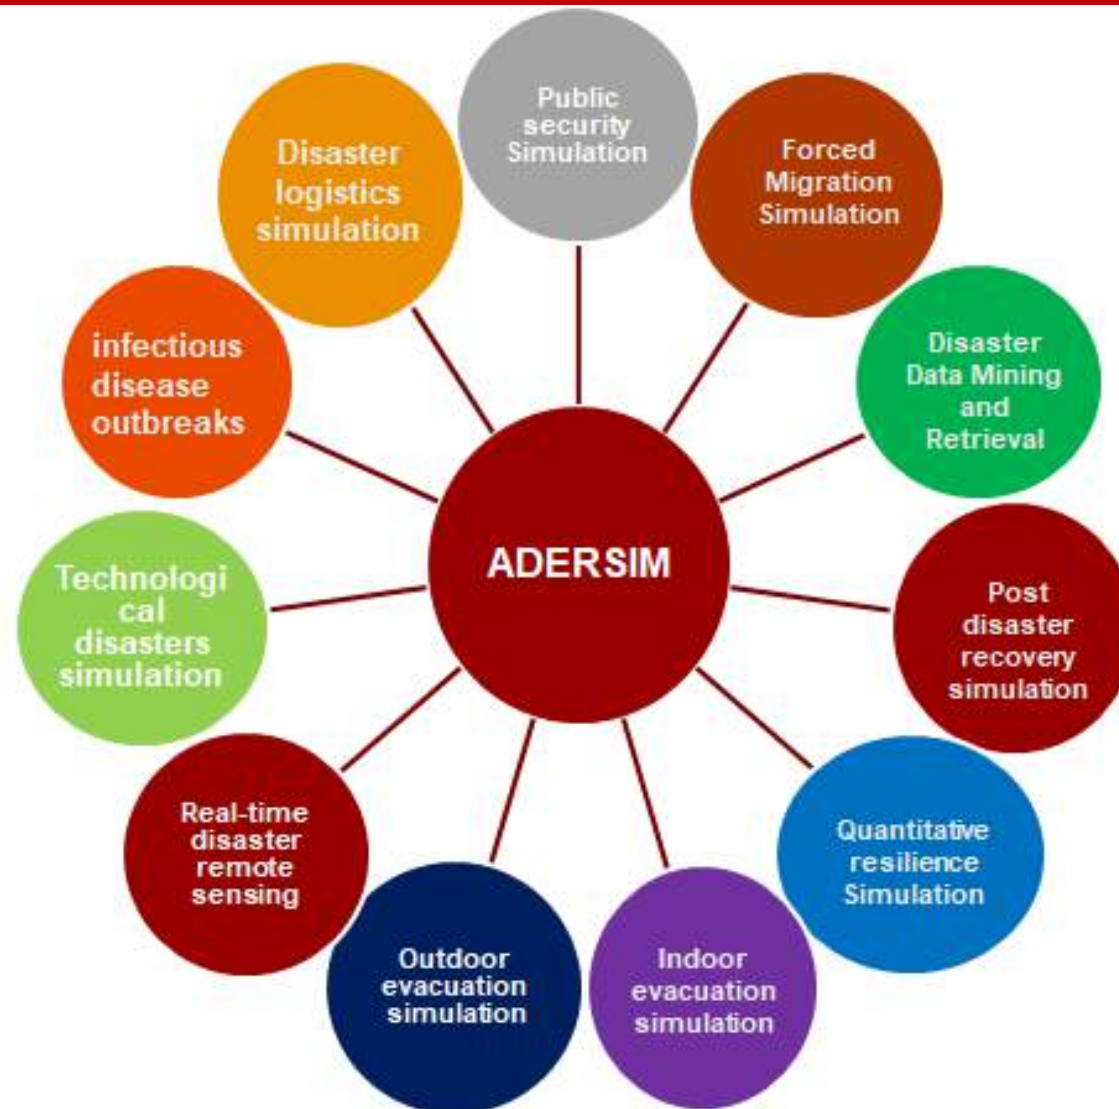 Public
security
Simulation
Forced
Migration
Simulation
Disaster
Data Mining
and
Retrieval
Post
disaster
recovery
simulation
Quantitative
resilience
Simulation
Indoor
evacuation
simulation
Outdoor
evacuation
simulation
Real-time
disaster
remote
sensing
Technologi
cal
disasters
simulation
infectious
disease
outbreaks
Disaster
logistics
simulation
ADERSIM